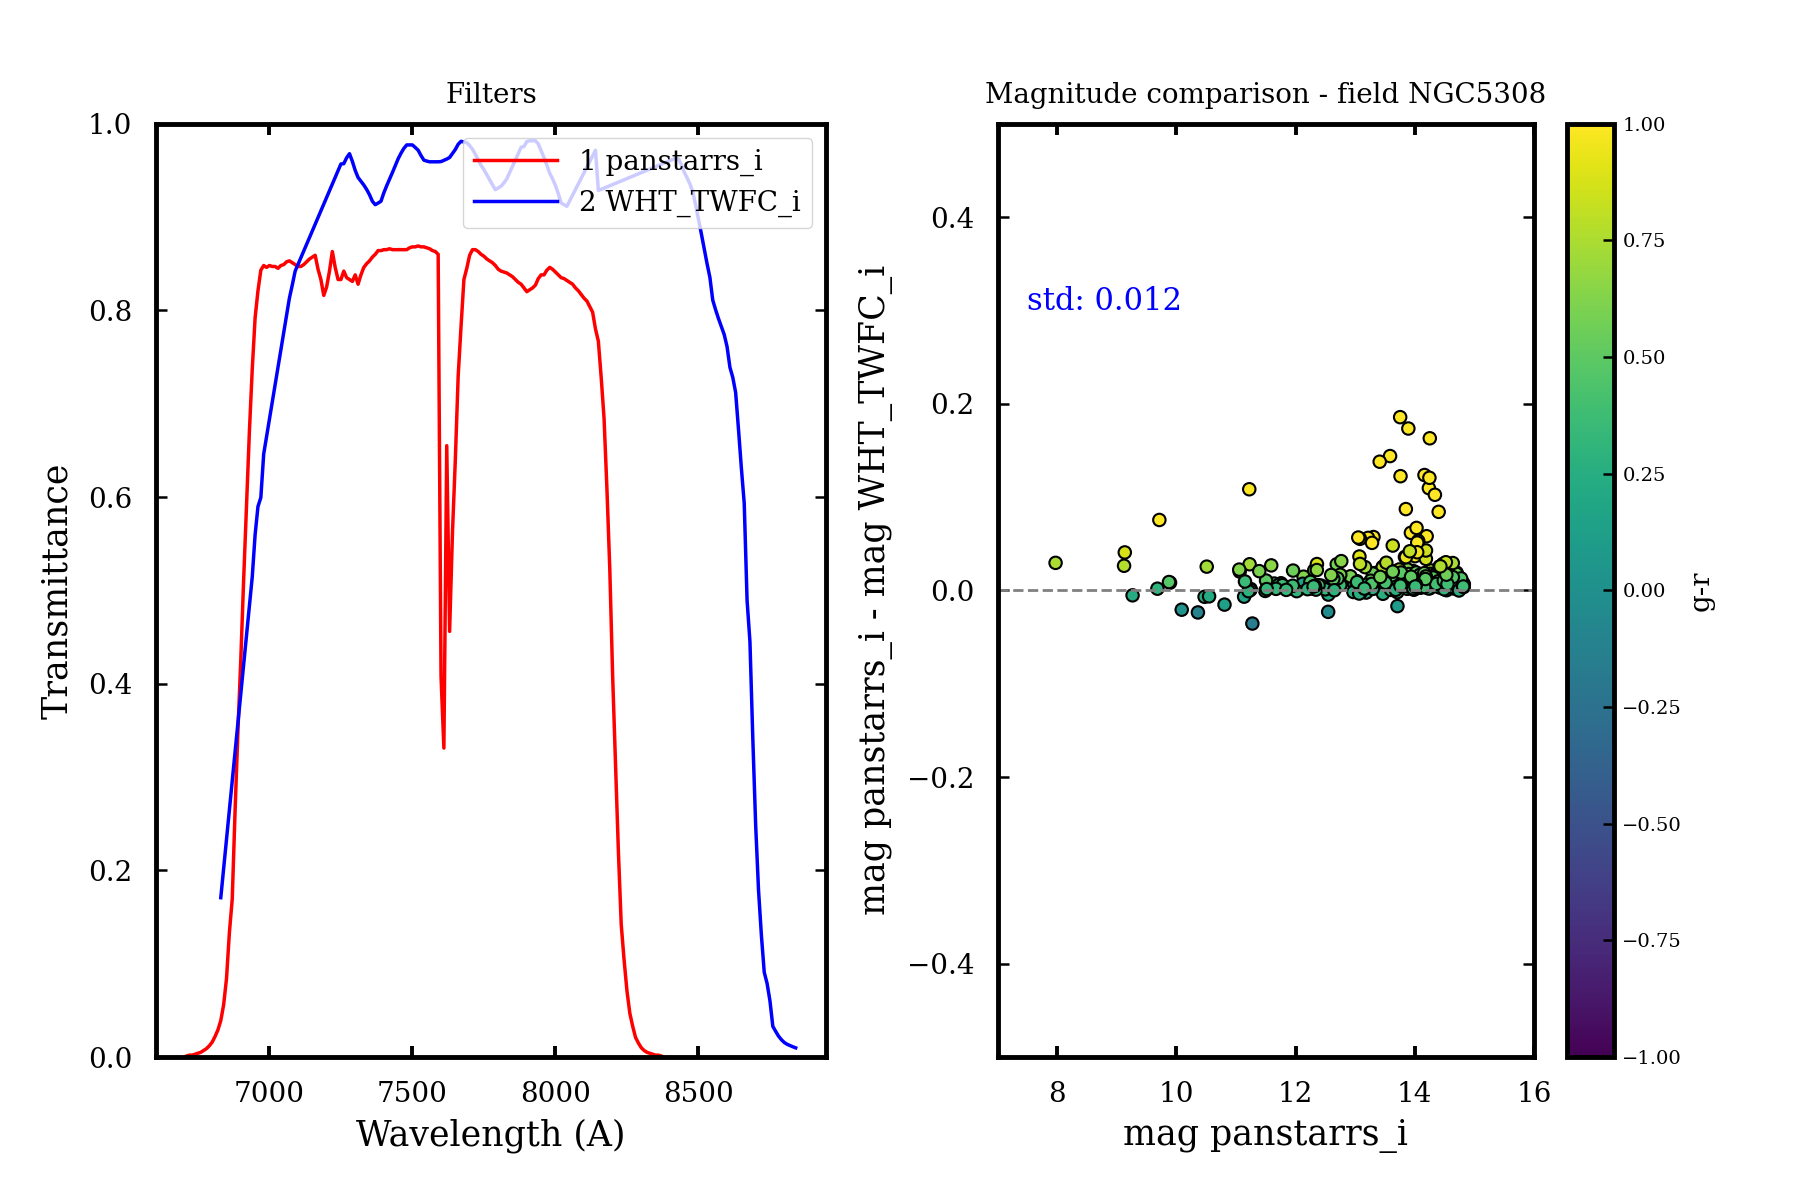 Filters
1.0
0.8
0.6
0.4
0.2
0.0
Transmittance
1 panstarrs_i
2 WHT_TWFC_i
7000
7500
8000
8500
Wavelength (A)
Magnitude comparison - field NGC5308
0.4
0.2
0.0
−0.2
−0.4
mag panstarrs_i - mag WHT_TWFC_i
std: 0.012
8
10
12
14
16
mag panstarrs_i
1.00
0.75
0.50
0.25
0.00
−0.25
−0.50
−0.75
−1.00
g-r